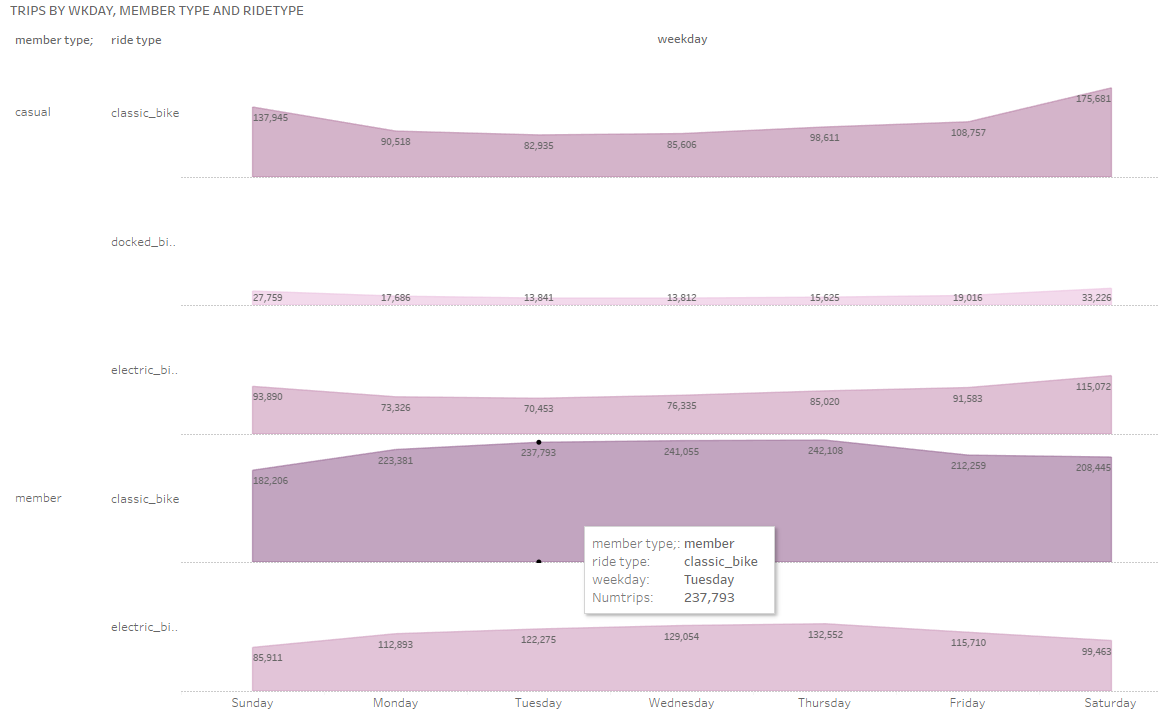 TRIPS BY WKDAY, MEMBER TYPE AND RIDETYPE
member type; ride type weekday
casual classic_bike
137,945 90,518 82,935 85,606 98,611 108,757 175,681
docked_bi..
27,759 17,686 13,841 13,812 15,625 19,016 33,226
electric_bi..
93,890 73,326 70,453 76,335 85,020 91,583 115,072
member classic_bike
182,206 223,381 237,793 241,055 242,108 212,259 208,445
member type;: member
ride type: classic_bike
weekday: Tuesday
Numtrips: 237,793
electric_bi..
85,911 112,893 122,275 129,054 132,552 115,710 99,463
Sunday Monday Tuesday Wednesday Thursday Friday Saturday